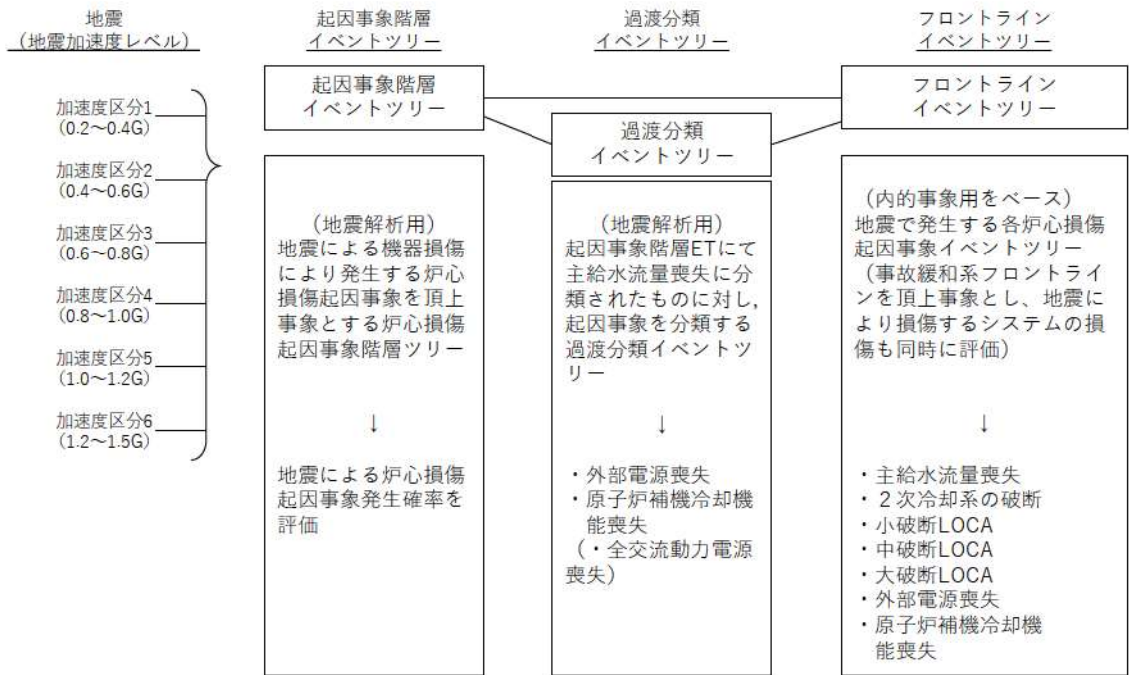 地震
(地震加速度レベル)
起因事象階層
イベントツリー
過渡分類
イベントツリー
フロントライン
イベントツリー
加速度区分1
(0.2～0.4G)
加速度区分2
(0.4～0.6G)
加速度区分3
(0.6～0.8G)
加速度区分4
(0.8～1.0G)
加速度区分5
(1.0～1.2G)
加速度区分6
(1.2～1.5G)
起因事象階層
イベントツリー
（地震解析用）
地震による機器損傷
により発生する炉心
損傷起因事象を頂上
事象とする炉心損傷
起因事象階層ツリー
↓
地震による炉心損傷
起因事象発生確率を
評価
過渡分類
イベントツリー
（地震解析用）
起因事象階層ETにて
主給水流量喪失に分
類されたものに対し,
起因事象を分類する
過渡分類イベントツ
リー
↓
・外部電源喪失
・原子炉補機冷却機
能喪失
（・全交流動力電源
喪失）
フロントライン
イベントツリー
（内的事象用をベース）
地震で発生する各炉心損傷
起因事象イベントツリー
（事故緩和系フロントライ
ンを頂上事象とし、地震に
より損傷するシステムの損
傷も同時に評価）
↓
・主給水流量喪失
・２次冷却系の破断
・小破断LOCA
・中破断LOCA
・大破断LOCA
・外部電源喪失
・原子炉補機冷却機
能喪失